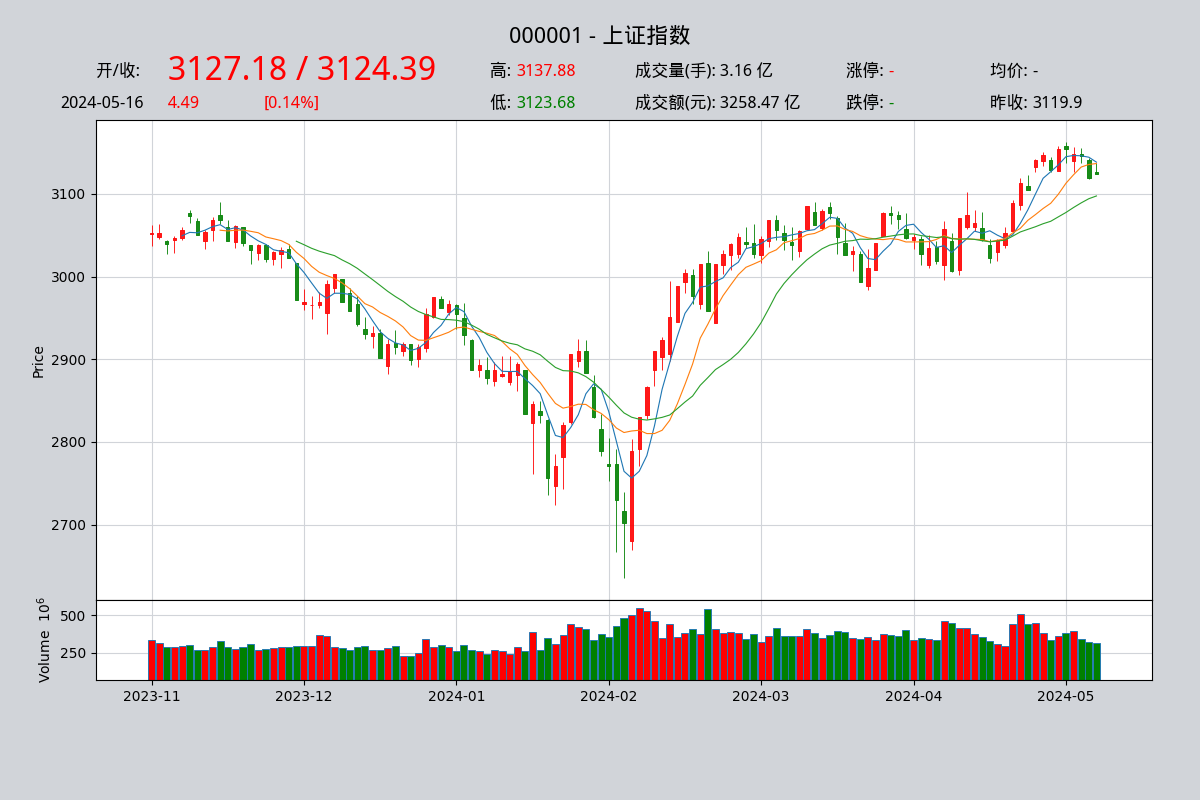 000001 - 上证指数
开/收: 3127.18 / 3124.39 高: 3137.88 成交量(手): 3.16 亿 涨停: - 均价: -
2024-05-16 4.49 [0.14%] 低: 3123.68 成交额(元): 3258.47 亿 跌停: - 昨收: 3119.9
3100
3000
2900
2800
2700
Price
500
250
Volume 10⁶
2023-11 2023-12 2024-01 2024-02 2024-03 2024-04 2024-05